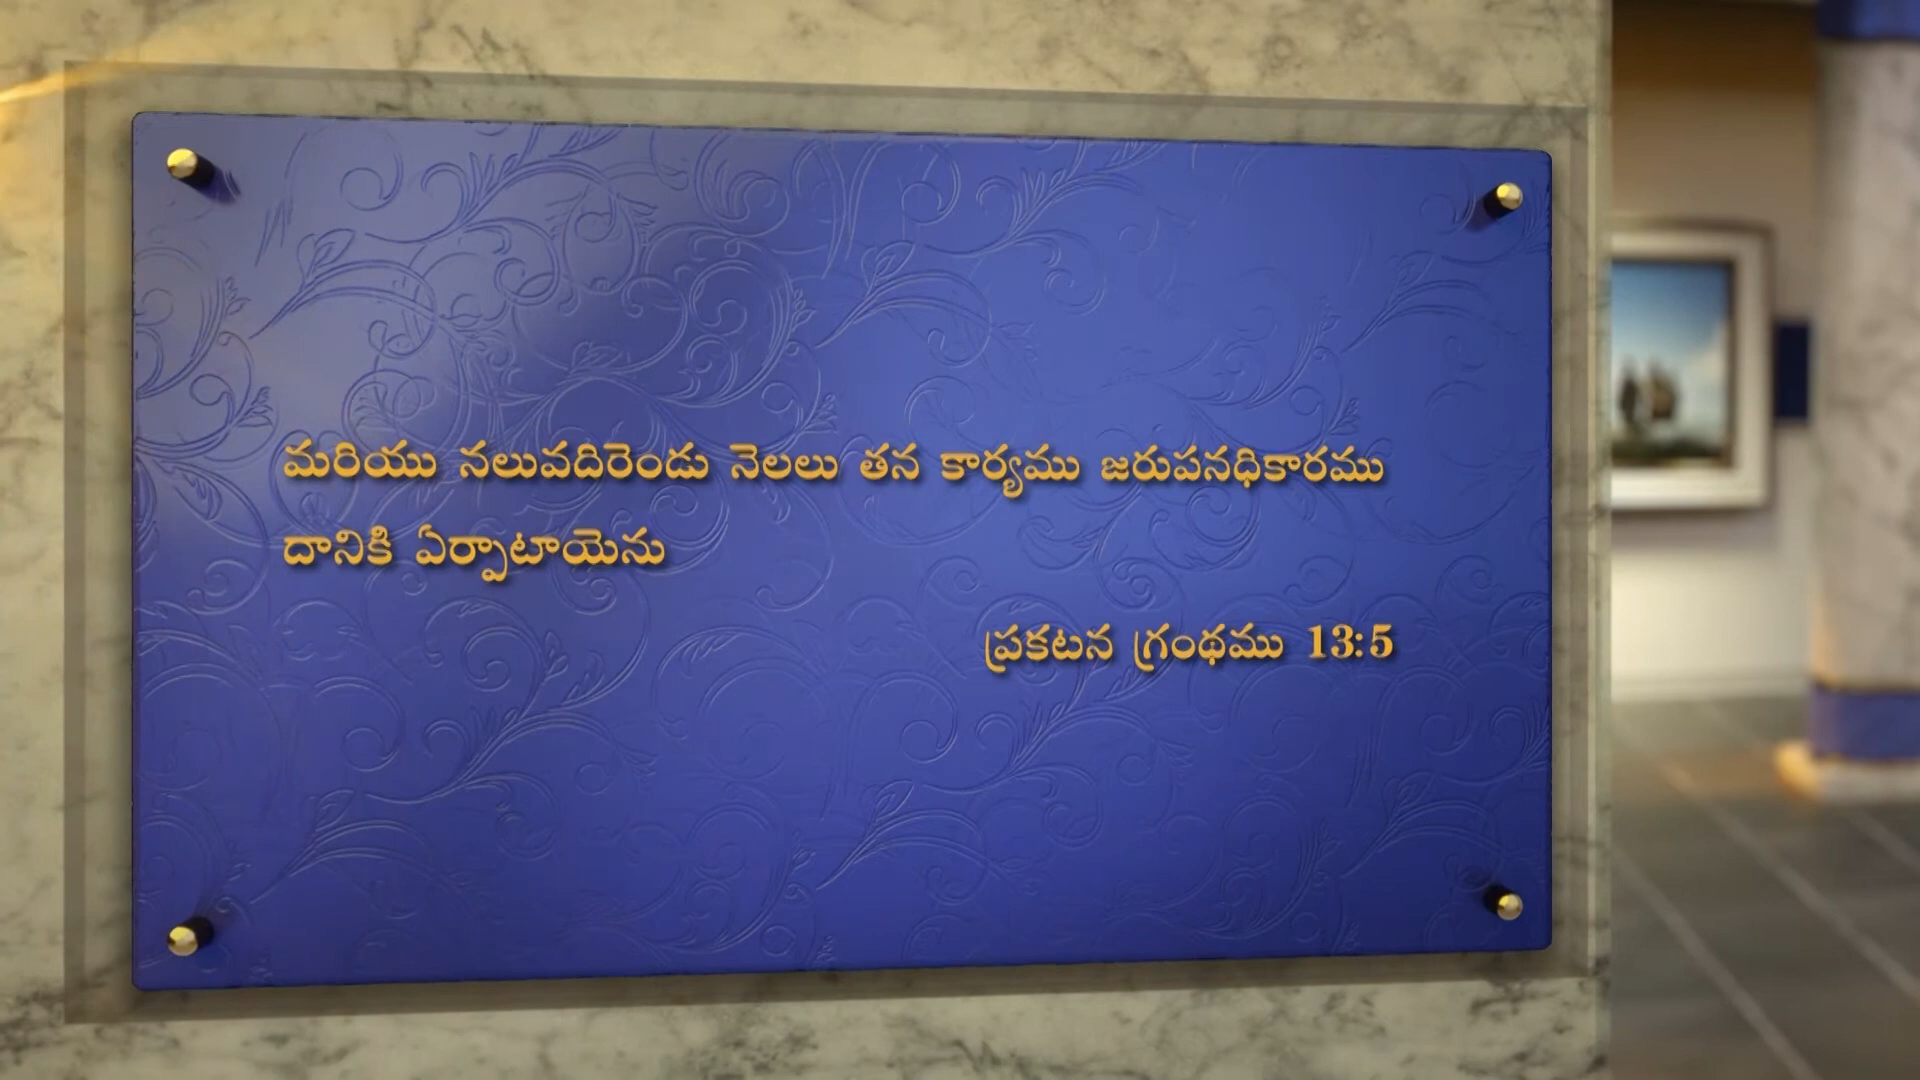 మరియు నలువదిరెండు నెలలు తన కార్యము జరుపనధికారము
దానికి ఏర్పాటాయెను
ప్రకటన గ్రంథము 13:5